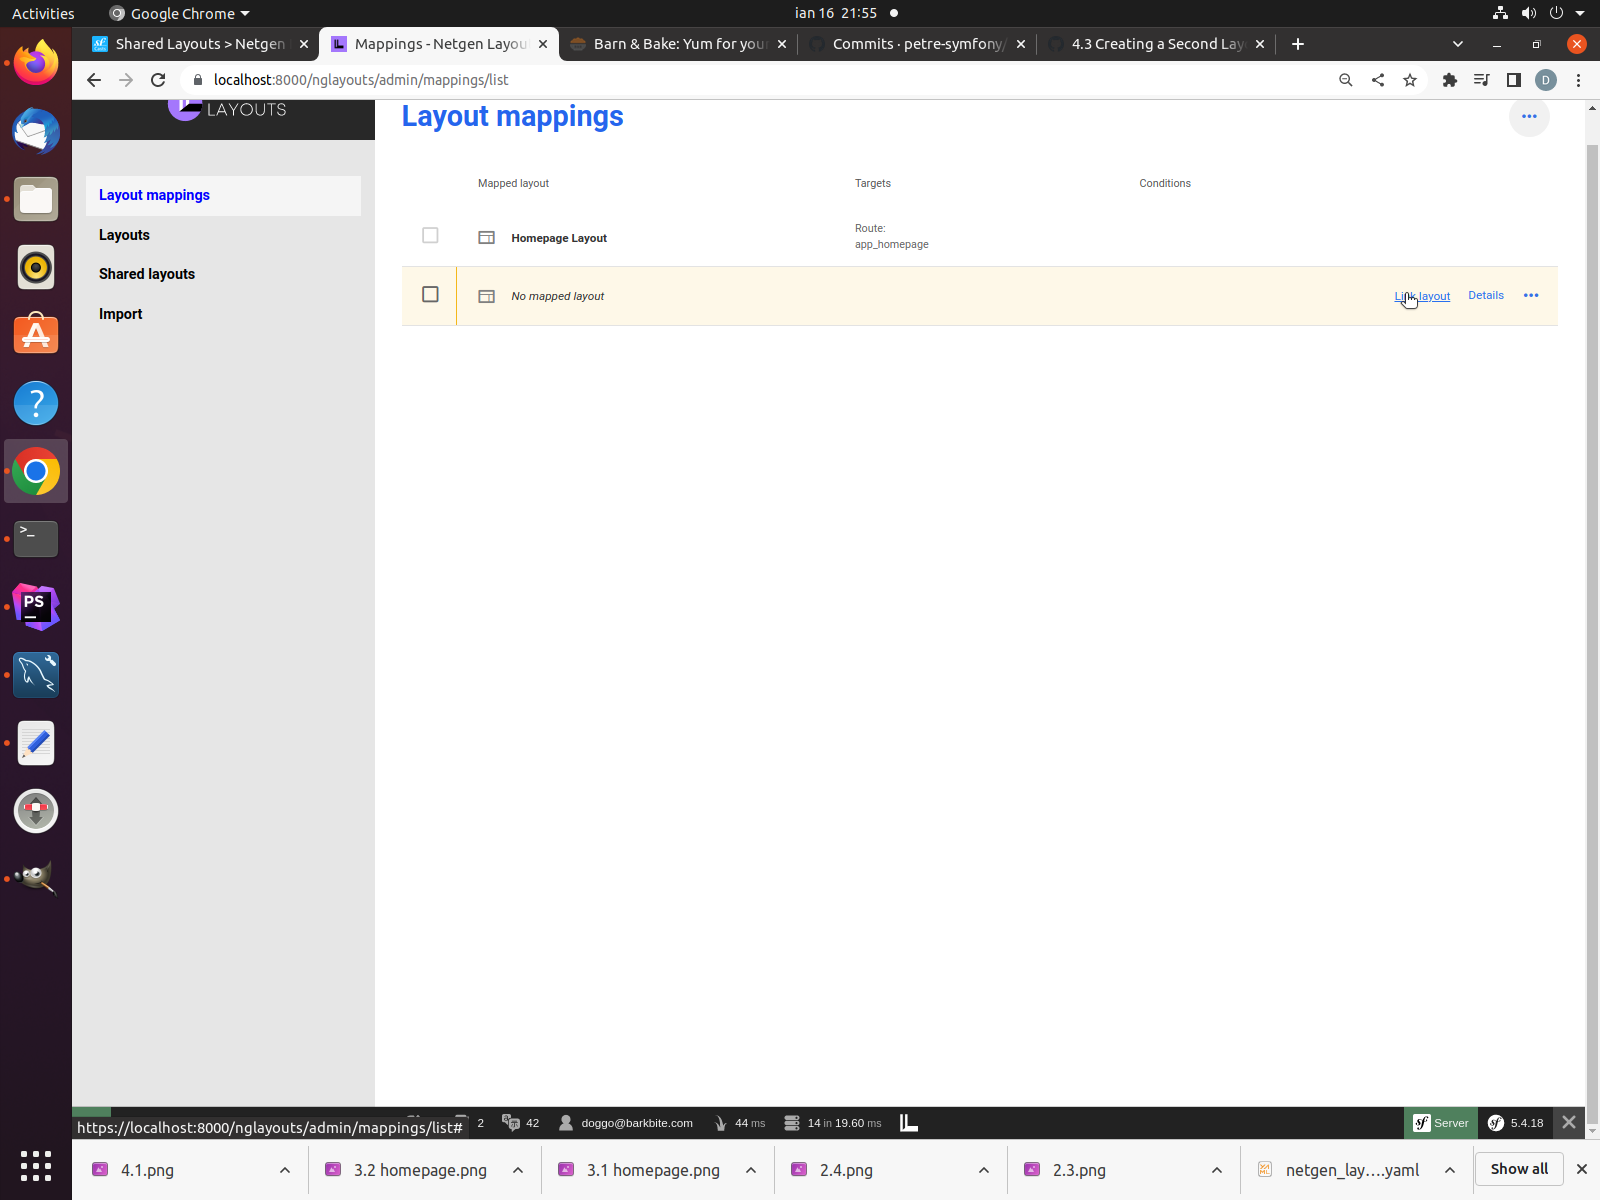 Activities
Google Chrome
ian 16 21:55
Shared Layouts > Netgen
Mappings - Netgen Layou
Barn & Bake: Yum for you
Commits · petre-symfony/
4.3 Creating a Second Lay
localhost:8000/nglayouts/admin/mappings/list
D
LAYOUTS
Layout mappings
Layouts
Shared layouts
Import
Layout mappings
Mapped layout
Targets
Conditions
Homepage Layout
Route:
app_homepage
No mapped layout
Link layout
Details
https://localhost:8000/nglayouts/admin/mappings/list#
2
42
doggo@barkbite.com
44 ms
14 in 19.60 ms
Server
5.4.18
4.1.png
3.2 homepage.png
3.1 homepage.png
2.4.png
2.3.png
netgen_lay....yaml
Show all